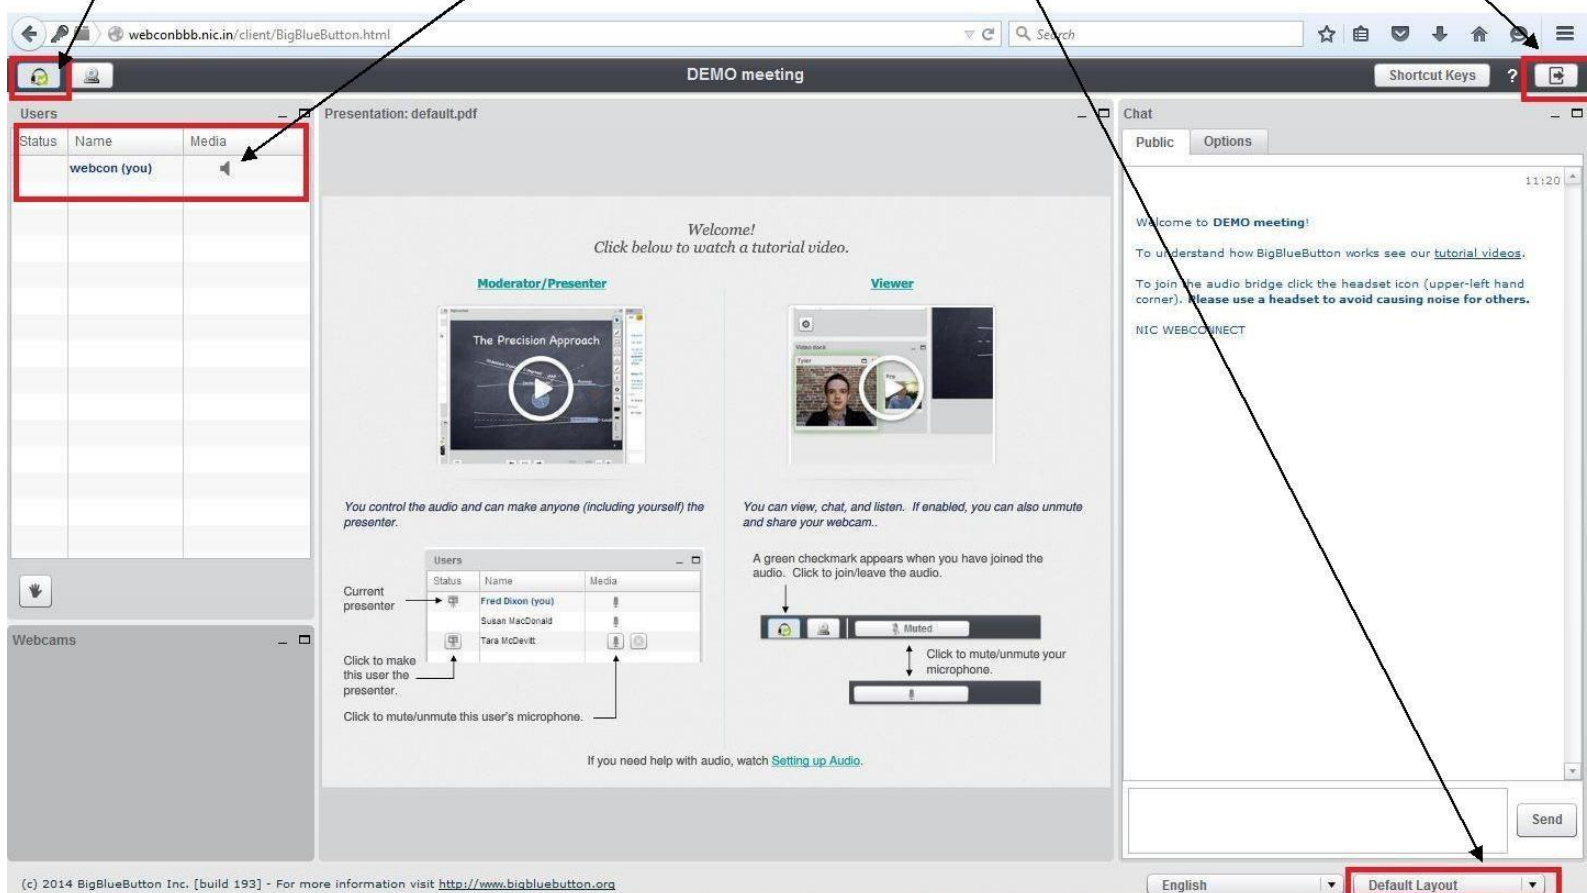 webconbbb.nic.in/client/BigBlueButton.html
Search
DEMO meeting
Shortcut Keys
?
Users
Status Name Media
webcon (you)
Presentation: default.pdf
Welcome!
Click below to watch a tutorial video.
Moderator/Presenter
The Precision Approach
You control the audio and can make anyone (including yourself) the
presenter.
Users
Status Name Media
Current
presenter
Fred Dixon (you)
Susan MacDonald
Tara McDevitt
Click to make
this user the
presenter.
Click to mute/unmute this user's microphone.
Viewer
Video dock
Tyler
You can view, chat, and listen. If enabled, you can also unmute
and share your webcam..
A green checkmark appears when you have joined the
audio. Click to join/leave the audio.
Muted
Click to mute/unmute your
microphone.
If you need help with audio, watch Setting up Audio.
Chat
Public Options
11:20
Welcome to DEMO meeting!
To understand how BigBlueButton works see our tutorial videos.
To join the audio bridge click the headset icon (upper-left hand
corner). Please use a headset to avoid causing noise for others.
NIC WEBCONNECT
Send
Webcams
(c) 2014 BigBlueButton Inc. [build 193] - For more information visit http://www.bigbluebutton.org
English
Default Layout